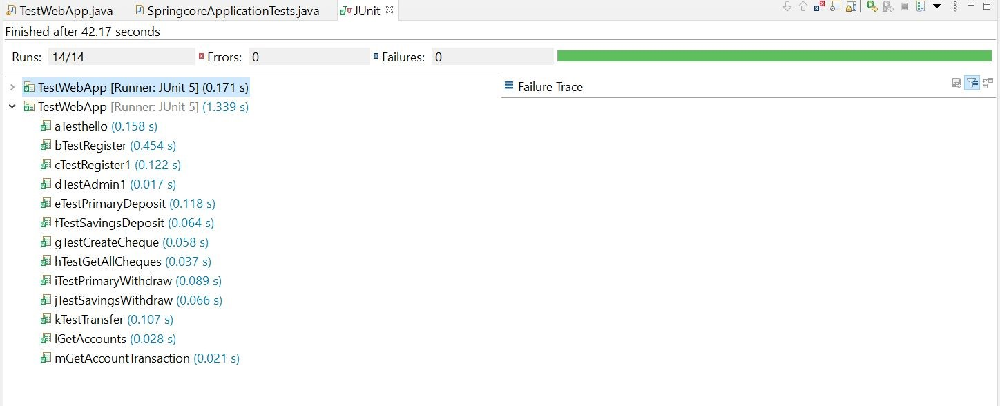 TestWebApp.java SpringcoreApplicationTests.java JUnit
Finished after 42.17 seconds
Runs: 14/14 Errors: 0 Failures: 0
TestWebApp [Runner: JUnit 5] (0.171 s) Failure Trace
TestWebApp [Runner: JUnit 5] (1.339 s)
aTesthello (0.158 s)
bTestRegister (0.454 s)
cTestRegister1 (0.122 s)
dTestAdmin1 (0.017 s)
eTestPrimaryDeposit (0.118 s)
fTestSavingsDeposit (0.064 s)
gTestCreateCheque (0.058 s)
hTestGetAllCheques (0.037 s)
iTestPrimaryWithdraw (0.089 s)
jTestSavingsWithdraw (0.066 s)
kTestTransfer (0.107 s)
lGetAccounts (0.028 s)
mGetAccountTransaction (0.021 s)